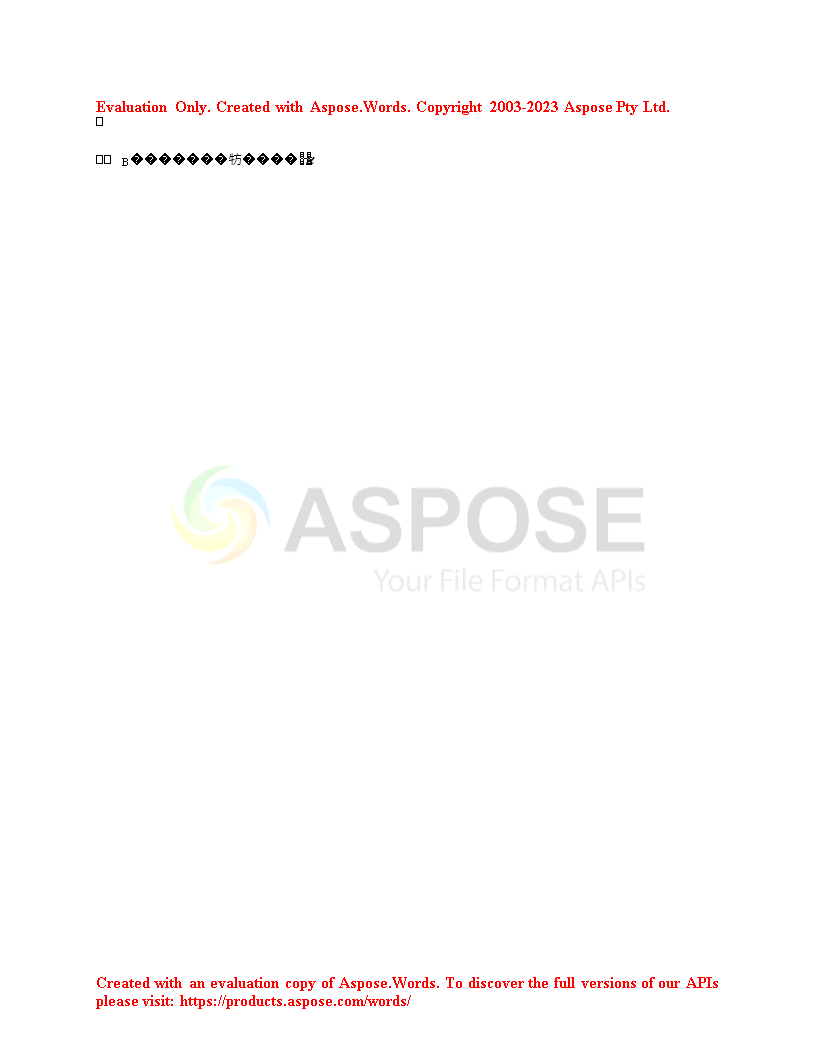 Evaluation Only. Created with Aspose.Words. Copyright 2003-2023 Aspose Pty Ltd.
B�������牥����
ASPOSE
Your File Format APIs
Created with an evaluation copy of Aspose.Words. To discover the full versions of our APIs
please visit: https://products.aspose.com/words/